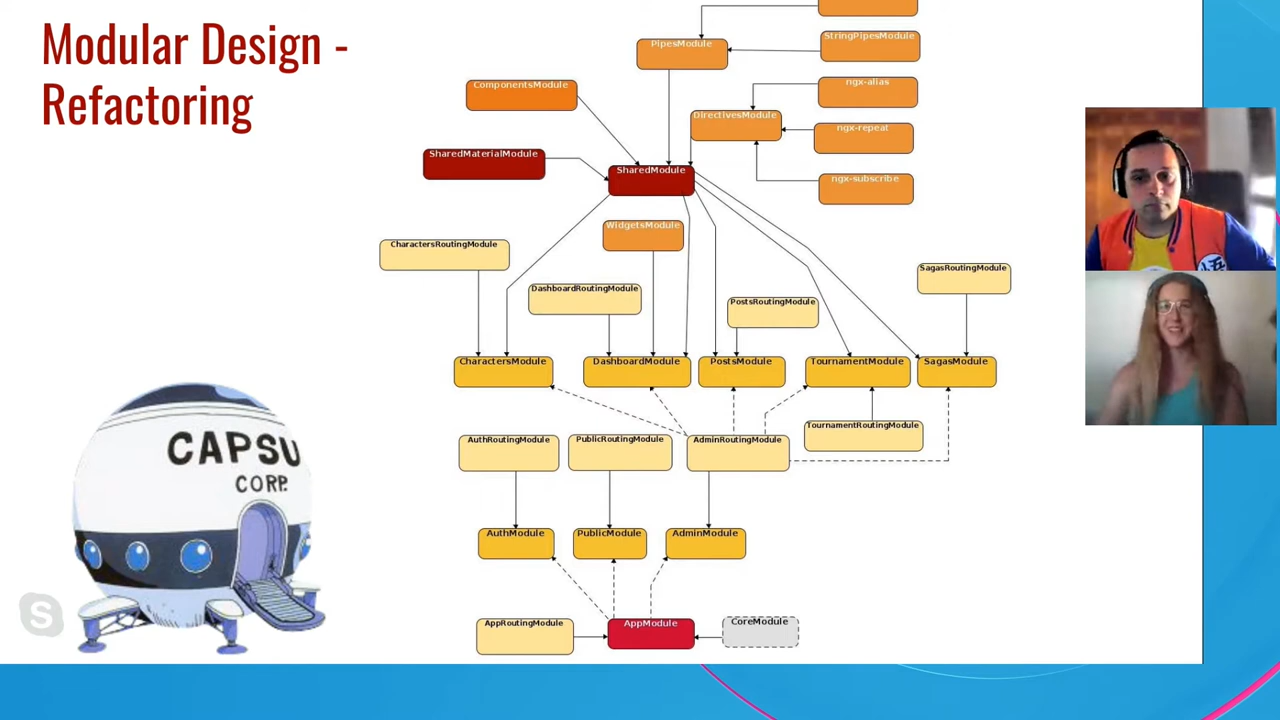 Modular Design -
Refactoring
PipesModule
StringPipesModule
ComponentsModule
ngx-alias
DirectivesModule
ngx-repeat
SharedMaterialModule
SharedModule
ngx-subscribe
WidgetsModule
CharactersRoutingModule
SagasRoutingModule
DashboardRoutingModule
PostsRoutingModule
CharactersModule
DashboardModule
PostsModule
TournamentModule
SagasModule
TournamentRoutingModule
AuthRoutingModule
PublicRoutingModule
AdminRoutingModule
CAPSU
CORP.
AuthModule
PublicModule
AdminModule
AppRoutingModule
AppModule
CoreModule
S